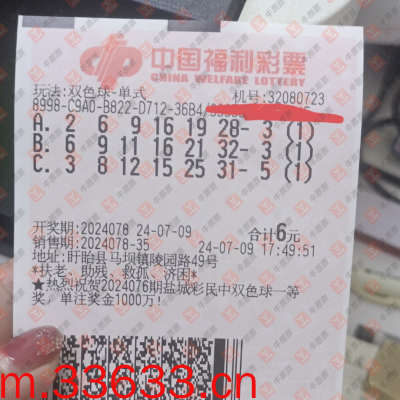 中国福利彩票
CHINA WELFARE LOTTERY
玩法:双色球-单式
机号:32080723
8998-C9A0-B822-D712-36B4/
A. 2 6 9 16 19 28- 3 (1)
B. 6 9 11 16 21 32- 3 (1)
C. 3 8 12 15 25 31- 5 (1)
开奖期:2024078 24-07-09 合计6元
销售期:2024078-35 24-07-09 17:49:51
地址:盱眙县马坝镇陵园路49号
*扶老、助残、救孤、济困*
★热烈祝贺2024076期盐城彩民中双色球一等
奖,单注奖金1000万!
m.33633.cn